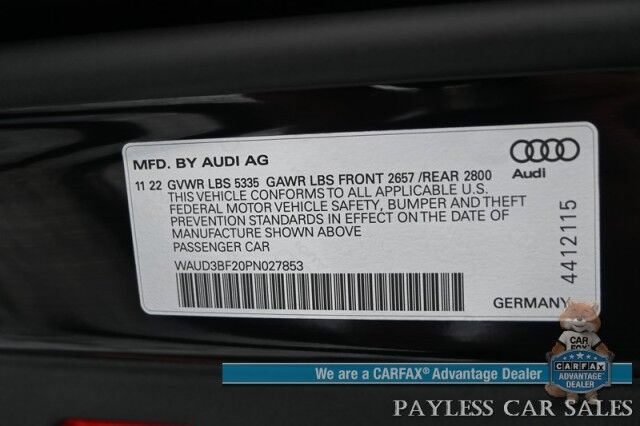 MFD. BY AUDI AG
Audi
11 22 GVWR LBS 5335 GAWR LBS FRONT 2657 /REAR 2800
THIS VEHICLE CONFORMS TO ALL APPLICABLE U.S.
FEDERAL MOTOR VEHICLE SAFETY, BUMPER AND THEFT
PREVENTION STANDARDS IN EFFECT ON THE DATE OF
MANUFACTURE SHOWN ABOVE
PASSENGER CAR
WAUD3BF20PN027853
4412115
GERMANY
We are a CARFAX® Advantage Dealer
CAR
FOX
CARFAX
ADVANTAGE
DEALER
PAYLESS CAR SALES